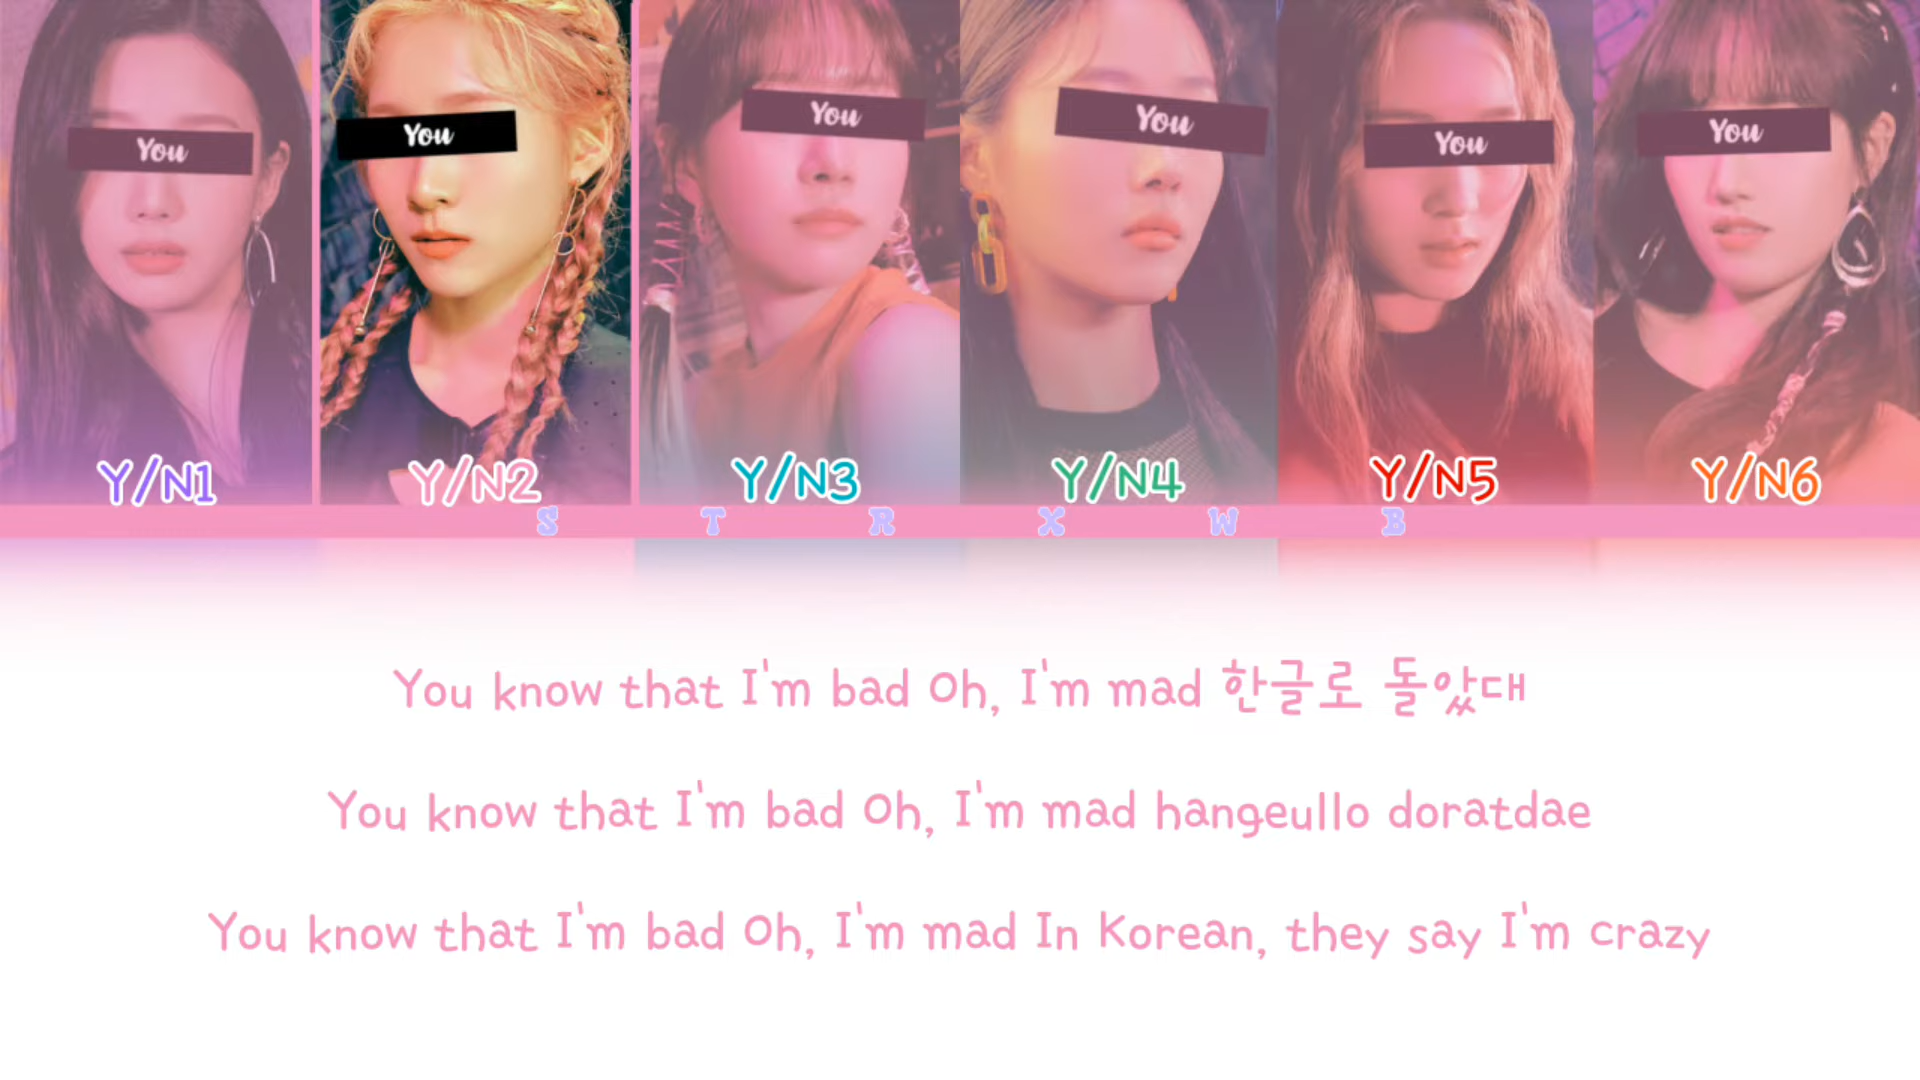 You
You
You
You
You
You
Y/N1
Y/N2
Y/N3
Y/N4
Y/N5
Y/N6
S T R X W B
You know that I'm bad Oh, I'm mad 한글로 돌았대
You know that I'm bad Oh, I'm mad hangeullo doratdae
You know that I'm bad Oh, I'm mad In Korean, they say I'm crazy